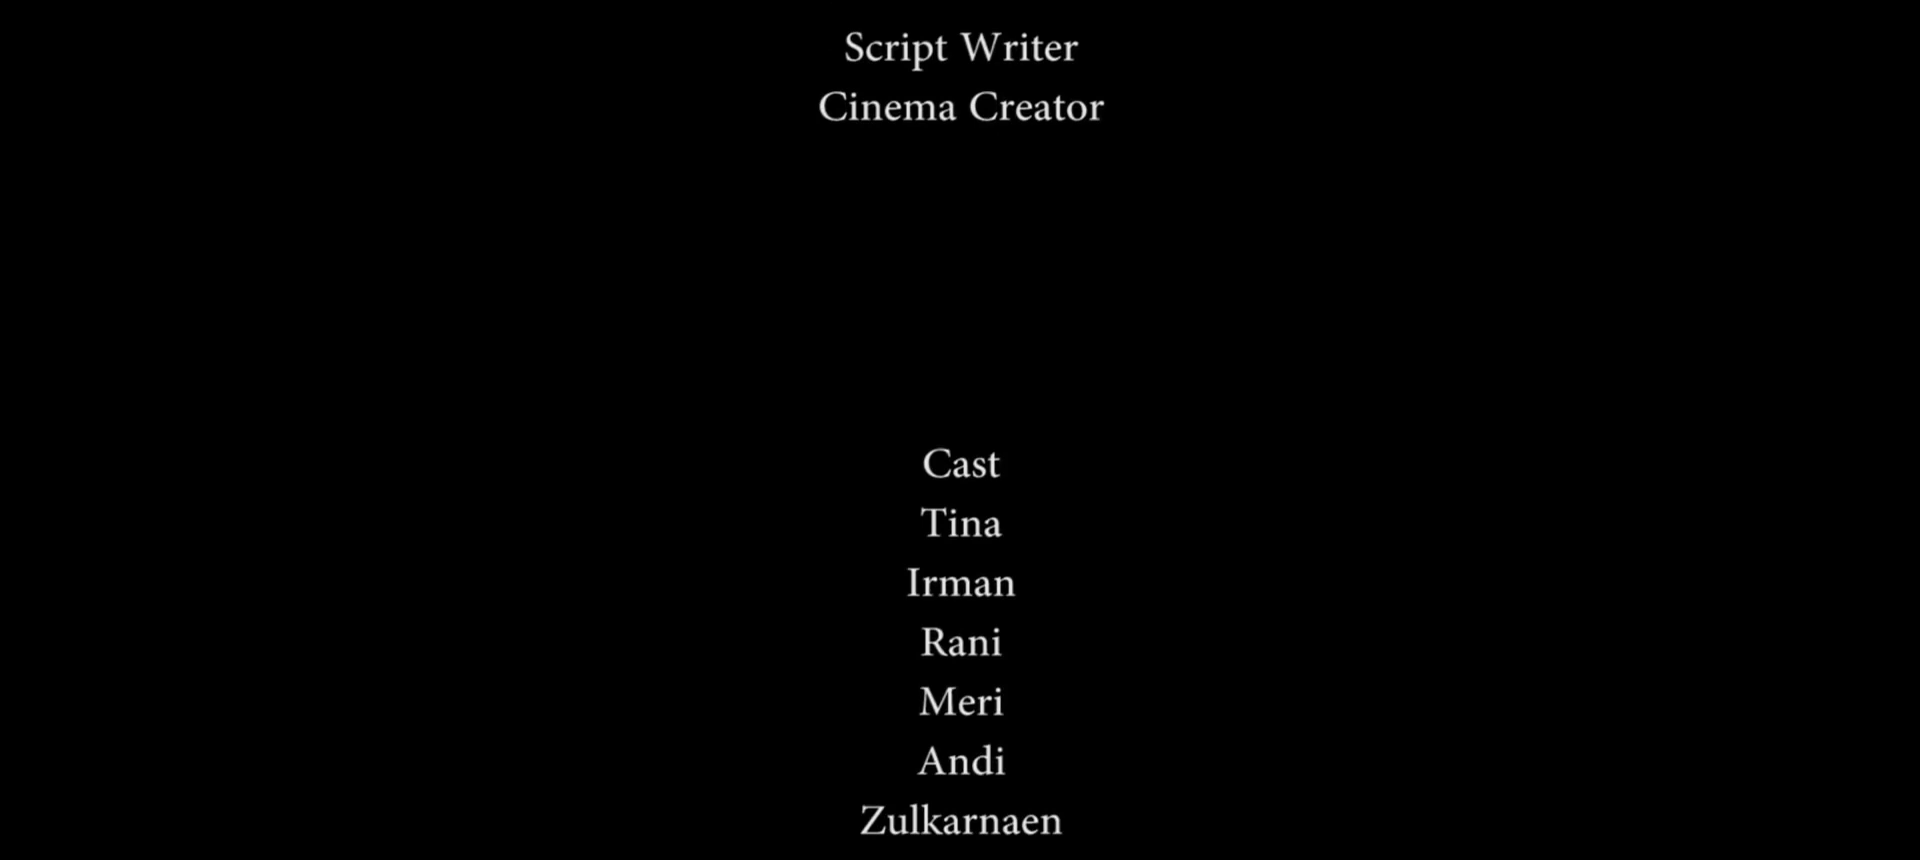 Script Writer
Cinema Creator
Cast
Tina
Irman
Rani
Meri
Andi
Zulkarnaen